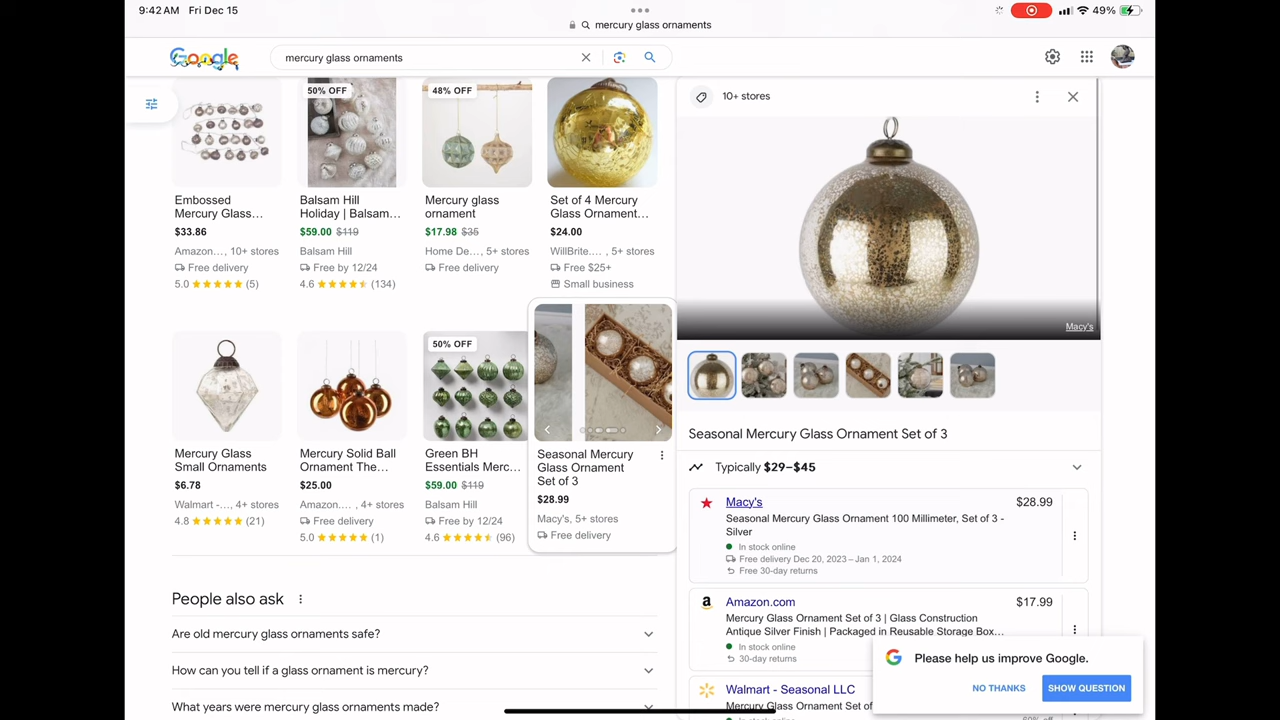 9:42 AM Fri Dec 15
49%
mercury glass ornaments
Google
mercury glass ornaments
50% OFF
48% OFF
Embossed
Mercury Glass…
$33.86
Amazon…, 10+ stores
Free delivery
5.0 (5)
Balsam Hill
Holiday | Balsam…
$59.00 $119
Balsam Hill
Free by 12/24
4.6 (134)
Mercury glass
ornament
$17.98 $35
Home De…, 5+ stores
Free delivery
Set of 4 Mercury
Glass Ornament…
$24.00
WillBrite.… , 5+ stores
Free $25+
Small business
50% OFF
Mercury Glass
Small Ornaments
$6.78
Walmart -…, 4+ stores
4.8 (21)
Mercury Solid Ball
Ornament The…
$25.00
Amazon.… , 4+ stores
Free delivery
5.0 (1)
Green BH
Essentials Merc…
$59.00 $119
Balsam Hill
Free by 12/24
4.6 (96)
Seasonal Mercury
Glass Ornament
Set of 3
$28.99
Macy's, 5+ stores
Free delivery
People also ask
Are old mercury glass ornaments safe?
How can you tell if a glass ornament is mercury?
What years were mercury glass ornaments made?
10+ stores
Macy's
Seasonal Mercury Glass Ornament Set of 3
Typically $29–$45
Macy's
$28.99
Seasonal Mercury Glass Ornament 100 Millimeter, Set of 3 -
Silver
In stock online
Free delivery Dec 20, 2023 – Jan 1, 2024
Free 30-day returns
Amazon.com
$17.99
Mercury Glass Ornament Set of 3 | Glass Construction
Antique Silver Finish | Packaged in Reusable Storage Box…
In stock online
30-day returns
Walmart - Seasonal LLC
Mercury Glass Ornament Set of
Please help us improve Google.
NO THANKS
SHOW QUESTION